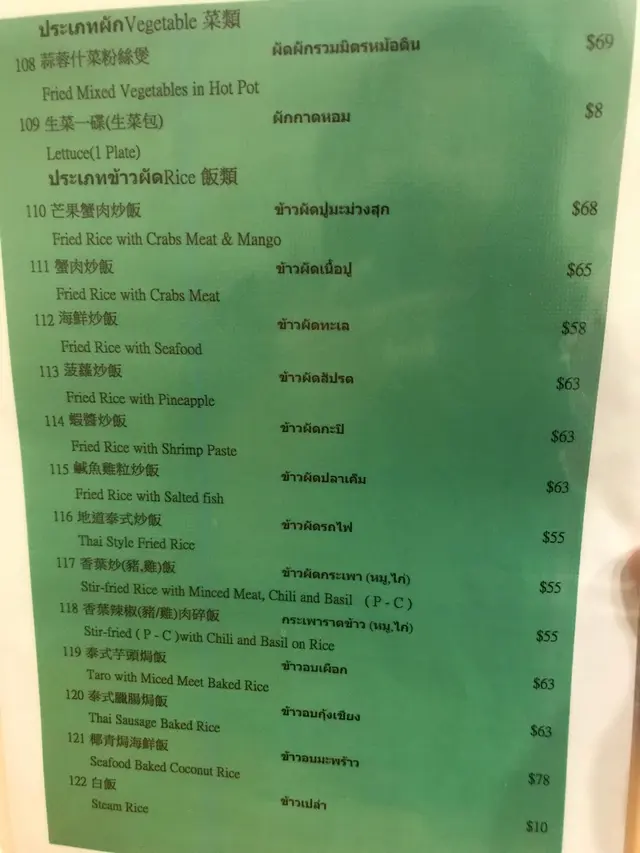 ประเภทผักVegetable 菜類
108 蒜蓉什菜粉絲煲 ผัดผักรวมมิตรหม้อดิน $69
Fried Mixed Vegetables in Hot Pot
109 生菜一碟(生菜包) ผักกาดหอม $8
Lettuce(1 Plate)
ประเภทข้าวผัดRice 飯類
110 芒果蟹肉炒飯 ข้าวผัดปูมะม่วงสุก $68
Fried Rice with Crabs Meat & Mango
111 蟹肉炒飯 ข้าวผัดเนื้อปู $65
Fried Rice with Crabs Meat
112 海鮮炒飯 ข้าวผัดทะเล $58
Fried Rice with Seafood
113 菠蘿炒飯 ข้าวผัดสัปรด $63
Fried Rice with Pineapple
114 蝦醬炒飯 ข้าวผัดกะปิ $63
Fried Rice with Shrimp Paste
115 鹹魚雞粒炒飯 ข้าวผัดปลาเค็ม $63
Fried Rice with Salted fish
116 地道泰式炒飯 ข้าวผัดรถไฟ $55
Thai Style Fried Rice
117 香葉炒(豬,雞)飯 ข้าวผัดกระเพา (หมู,ไก่) $55
Stir-fried Rice with Minced Meat, Chili and Basil ( P - C )
118 香葉辣椒(豬/雞)肉碎飯 กระเพราดข้าว (หมู,ไก่) $55
Stir-fried ( P - C )with Chili and Basil on Rice
119 泰式芋頭焗飯 ข้าวอบเผือก $63
Taro with Miced Meet Baked Rice
120 泰式臘腸焗飯 ข้าวอบกุ้งเชียง $63
Thai Sausage Baked Rice
121 椰青焗海鮮飯 ข้าวอบมะพร้าว $78
Seafood Baked Coconut Rice
122 白飯 ข้าวเปล่า $10
Steam Rice